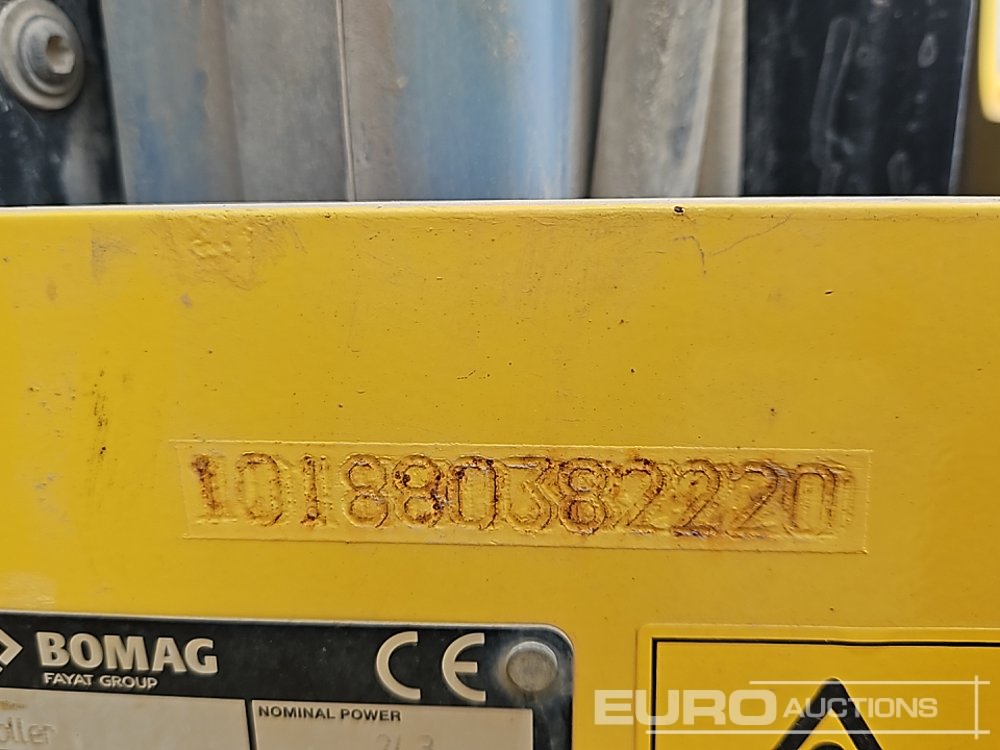 101880382220
BOMAG
FAYAT GROUP
CE
NOMINAL POWER
EURO AUCTIONS